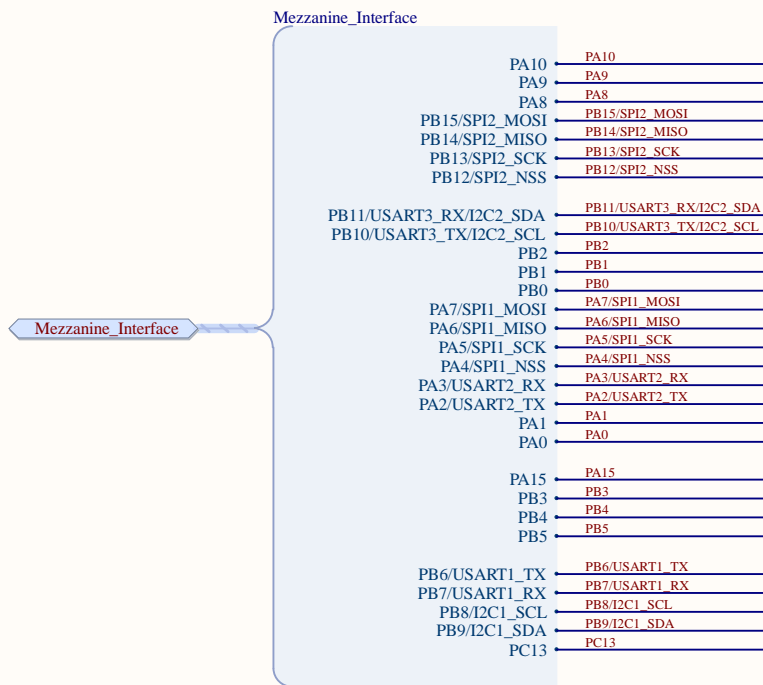 Mezzanine_Interface
PA10 PA10
PA9 PA9
PA8 PA8
PB15/SPI2_MOSI PB15/SPI2_MOSI
PB14/SPI2_MISO PB14/SPI2_MISO
PB13/SPI2_SCK PB13/SPI2_SCK
PB12/SPI2_NSS PB12/SPI2_NSS
PB11/USART3_RX/I2C2_SDA PB11/USART3_RX/I2C2_SDA
PB10/USART3_TX/I2C2_SCL PB10/USART3_TX/I2C2_SCL
PB2 PB2
PB1 PB1
PB0 PB0
PA7/SPI1_MOSI PA7/SPI1_MOSI
Mezzanine_Interface PA6/SPI1_MISO PA6/SPI1_MISO
PA5/SPI1_SCK PA5/SPI1_SCK
PA4/SPI1_NSS PA4/SPI1_NSS
PA3/USART2_RX PA3/USART2_RX
PA2/USART2_TX PA2/USART2_TX
PA1 PA1
PA0 PA0
PA15 PA15
PB3 PB3
PB4 PB4
PB5 PB5
PB6/USART1_TX PB6/USART1_TX
PB7/USART1_RX PB7/USART1_RX
PB8/I2C1_SCL PB8/I2C1_SCL
PB9/I2C1_SDA PB9/I2C1_SDA
PC13 PC13